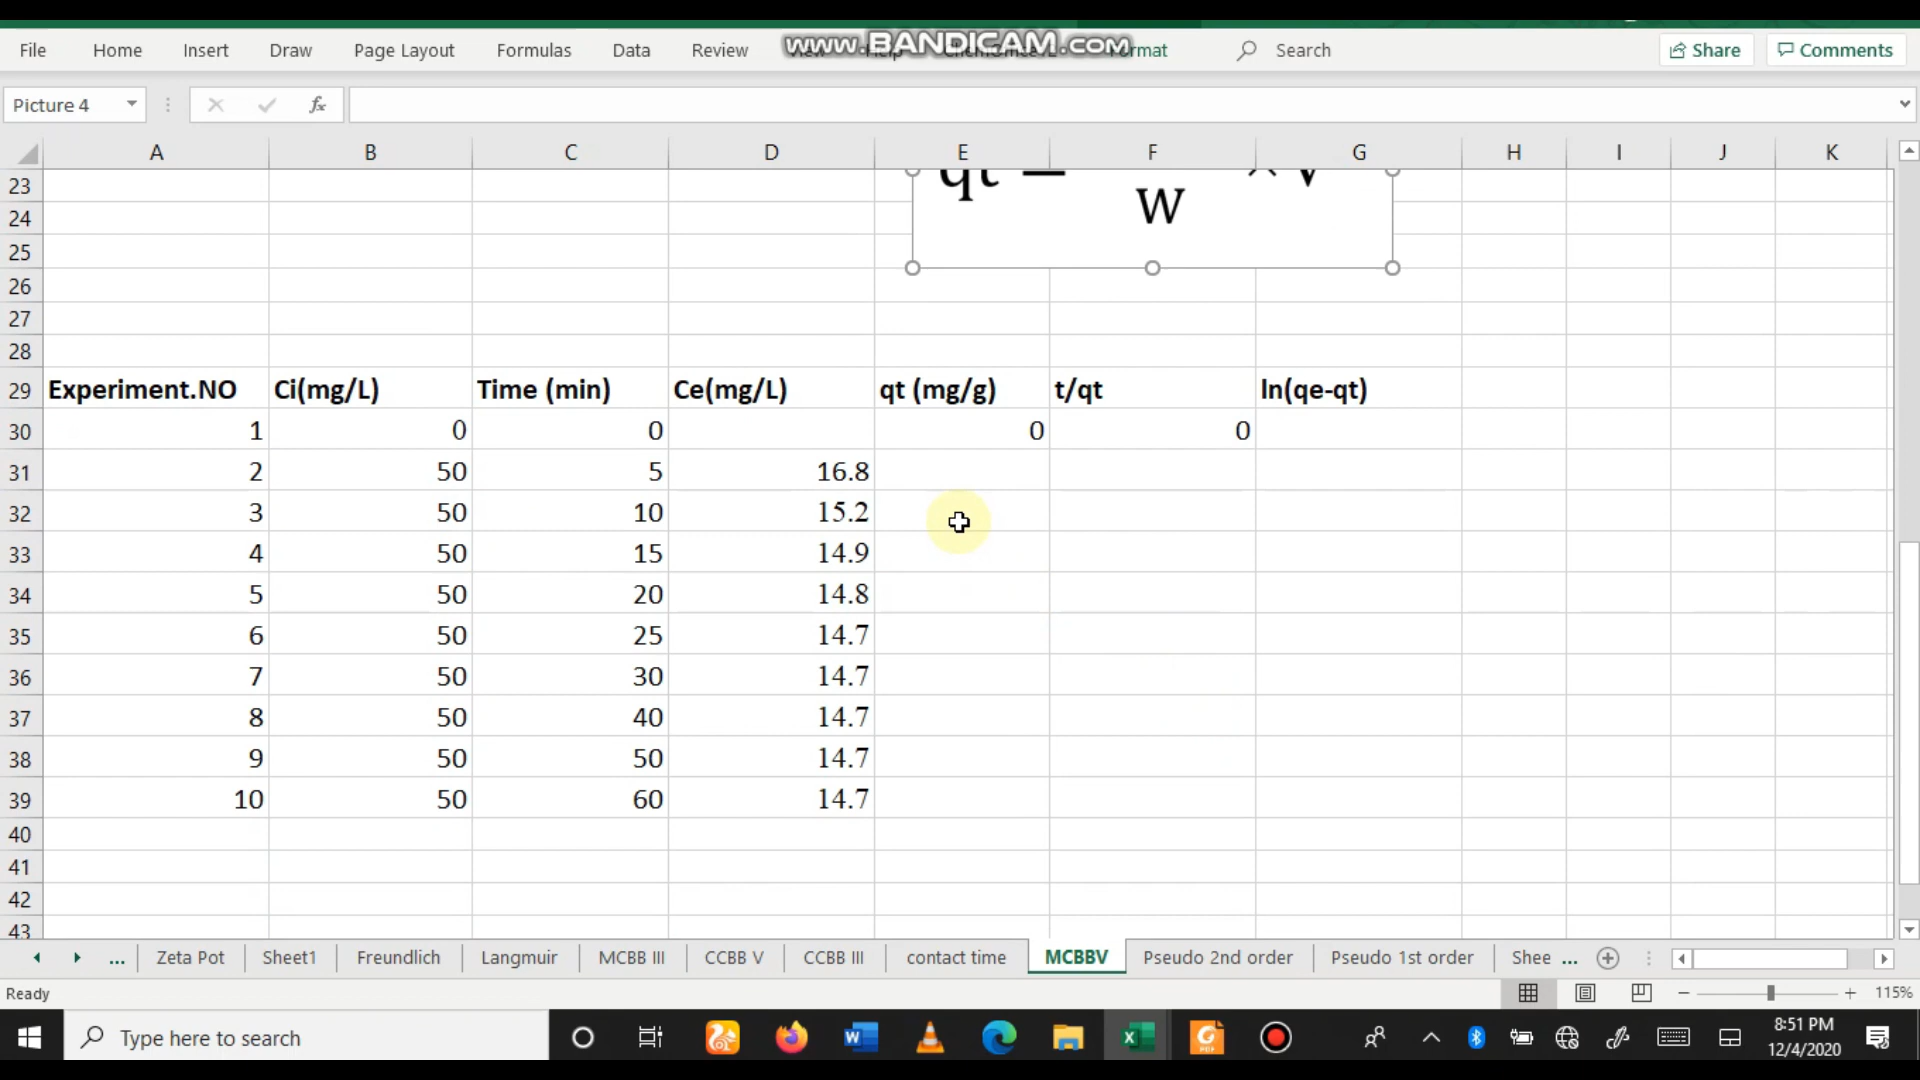 www.BANDICAM.com
File Home Insert Draw Page Layout Formulas Data Review Format Search Share Comments
Picture 4 fx
A B C D E F G H I J K
23 qt = × V
24 W
25
26
27
28
29 Experiment.NO Ci(mg/L) Time (min) Ce(mg/L) qt (mg/g) t/qt ln(qe-qt)
30 1 0 0 0 0
31 2 50 5 16.8
32 3 50 10 15.2
33 4 50 15 14.9
34 5 50 20 14.8
35 6 50 25 14.7
36 7 50 30 14.7
37 8 50 40 14.7
38 9 50 50 14.7
39 10 50 60 14.7
40
41
42
43
... Zeta Pot Sheet1 Freundlich Langmuir MCBB III CCBB V CCBB III contact time MCBBV Pseudo 2nd order Pseudo 1st order Shee ...
Ready 115%
Type here to search 8:51 PM
12/4/2020